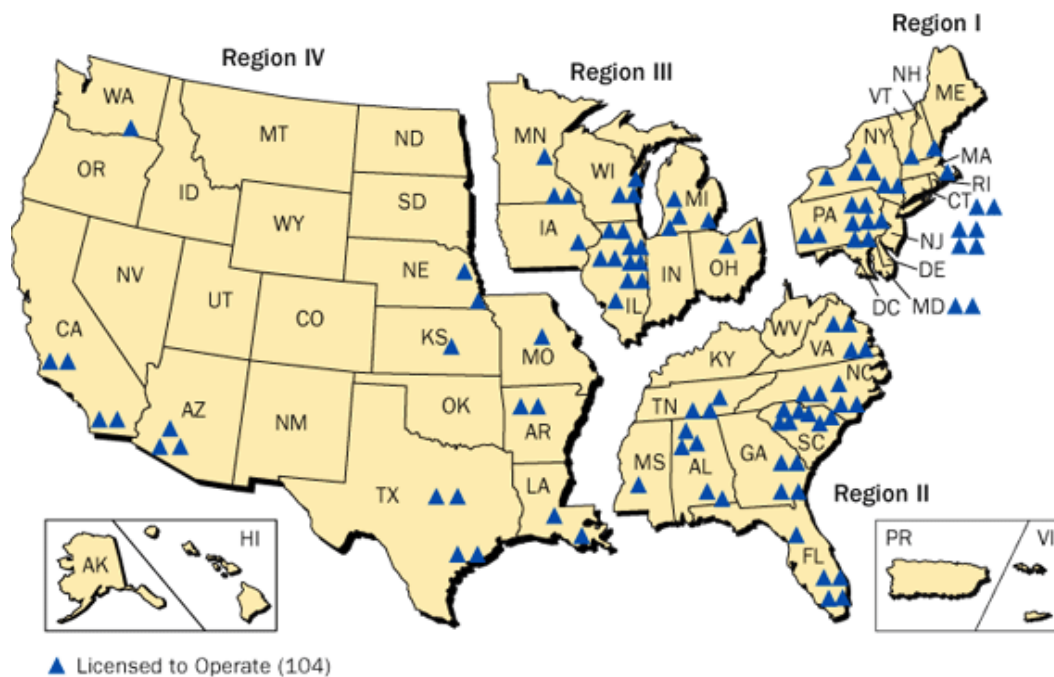 Region I
Region IV
Region III
NH
VT
ME
WA
MT
ND
MN
NY
OR
WI
MA
ID
SD
MI
RI
WY
CT
PA
IA
NE
NJ
NV
OH
UT
IN
DE
CO
IL
DC
MD
CA
KS
MO
WV
VA
KY
NC
OK
TN
AZ
NM
AR
SC
MS
AL
GA
TX
LA
Region II
HI
PR
VI
AK
FL
Licensed to Operate (104)